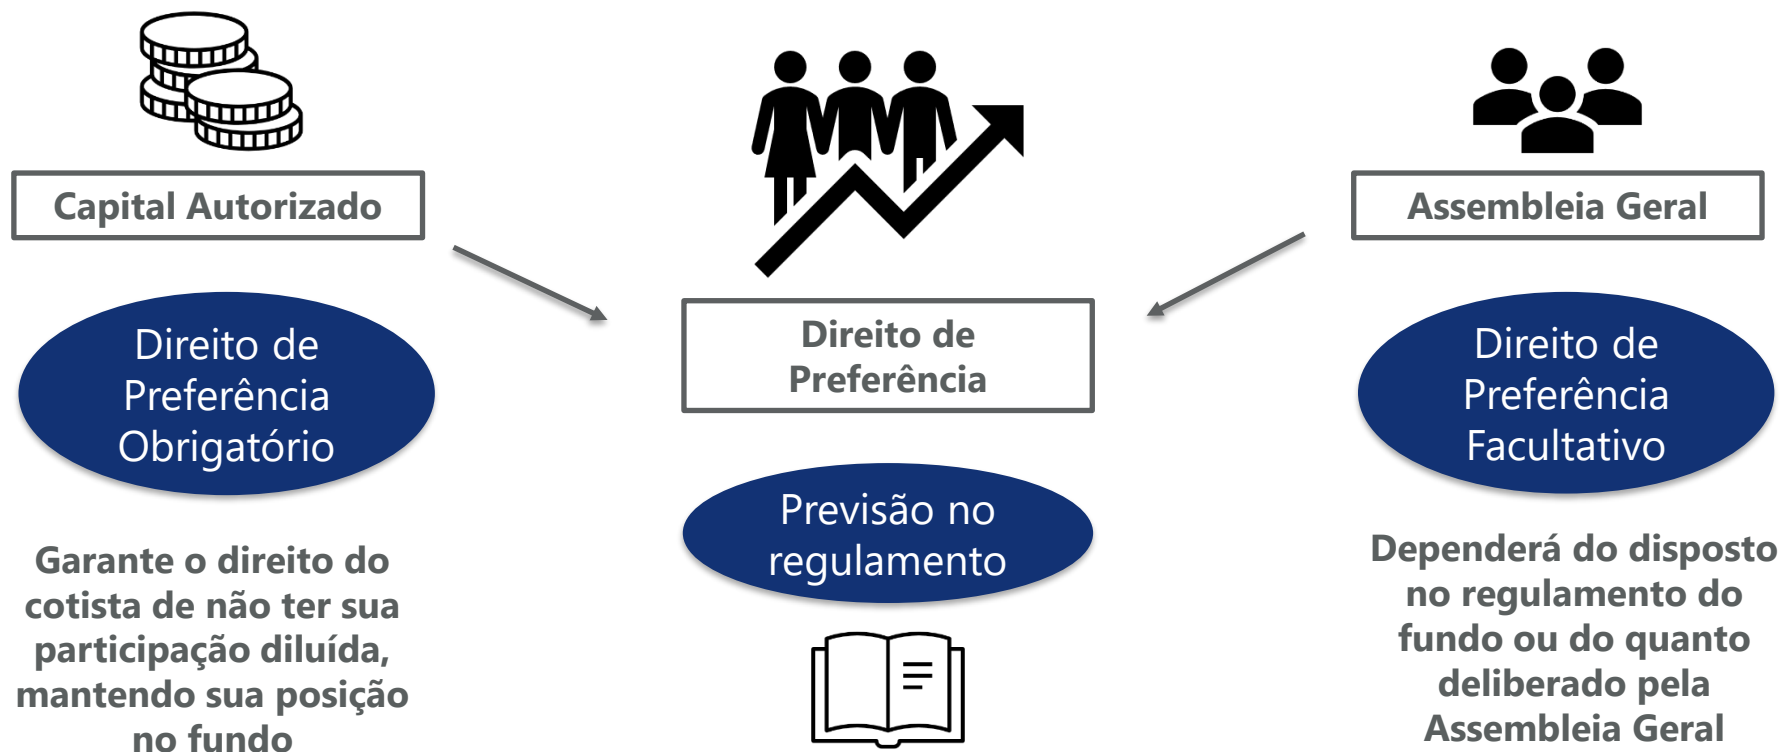 Capital Autorizado
Direito de
Preferência
Obrigatório
Garante o direito do
cotista de não ter sua
participação diluída,
mantendo sua posição
no fundo
Direito de
Preferência
Previsão no
regulamento
Assembleia Geral
Direito de
Preferência
Facultativo
Dependerá do disposto
no regulamento do
fundo ou do quanto
deliberado pela
Assembleia Geral